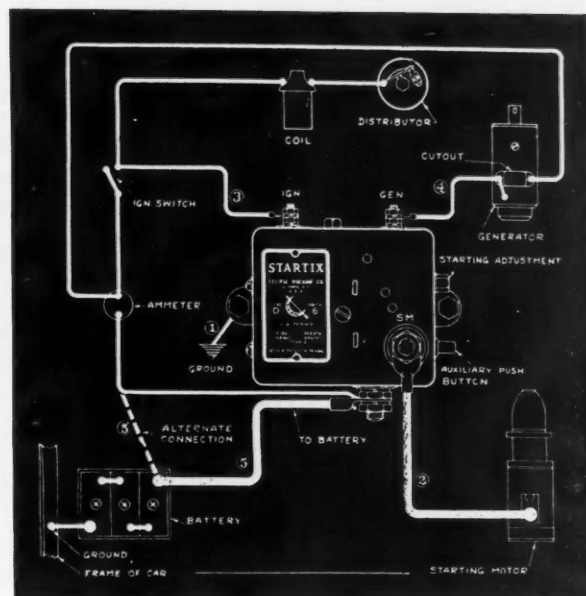 DISTRIBUTOR
COIL
CUTOUT
③
IGN
GEN
④
IGN SWITCH
GENERATOR
STARTIX
STARTING ADJUSTMENT
D 6
SM
AMMETER
①
GROUND
AUXILIARY PUSH
BUTTON
ALTERNATE
CONNECTION
TO BATTERY
⑤
②
BATTERY
GROUND
FRAME OF CAR
STARTING MOTOR